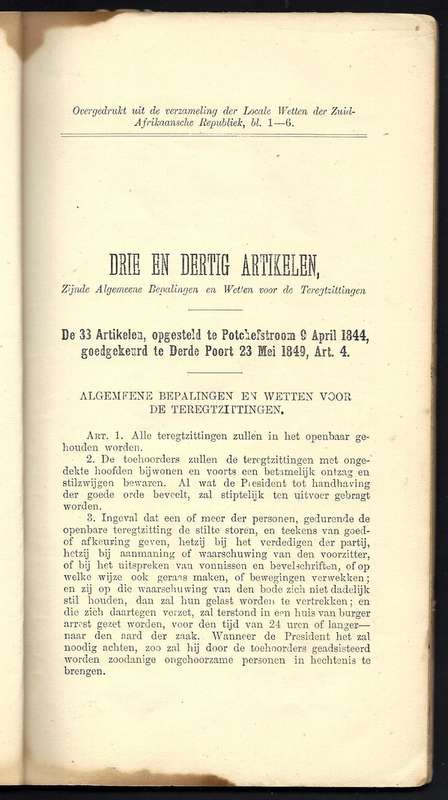 Overgedrukt uit de verzameling der Locale Wetten der Zuid-
Afrikaansche Republiek, bl. 1—6.
DRIE EN DERTIG ARTIKELEN,
Zijnde Algemeene Bepalingen en Wetten voor de Teregtzittingen
De 33 Artikelen, opgesteld te Potchefstroom 9 April 1844,
goedgekeurd te Derde Poort 23 Mei 1849, Art. 4.
ALGEMEENE BEPALINGEN EN WETTEN VOOR
DE TEREGTZITTINGEN.
ART. 1. Alle teregtzittingen zullen in het openbaar ge-
houden worden.
2. De toehoorders zullen de teregtzittingen met onge-
dekte hoofden bijwonen en voorts een betamelijk ontzag en
stilzwijgen bewaren. Al wat de President tot handhaving
der goede orde beveelt, zal stiptelijk ten uitvoer gebragt
worden.
3. Ingeval dat een of meer der personen, gedurende de
openbare teregtzitting de stilte storen, en teekens van goed-
of afkeuring geven, hetzij bij het verdedigen der partij,
hetzij bij aanmaning of waarschuwing van den voorzitter,
of bij het uitspreken van vonnissen en bevelschriften, of op
welke wijze ook geraas maken, of bewegingen verwekken;
en zij op die waarschuwing van den bode zich niet dadelijk
stil houden, dan zal hun gelast worden te vertrekken; en
die zich daartegen verzet, zal terstond in een huis van burger
arrest gezet worden, voor den tijd van 24 uren of langer—
naar den aard der zaak. Wanneer de President het zal
noodig achten, zoo zal hij door de toehoorders geadsisteerd
worden zoodanige ongehoorzame personen in hechtenis te
brengen.